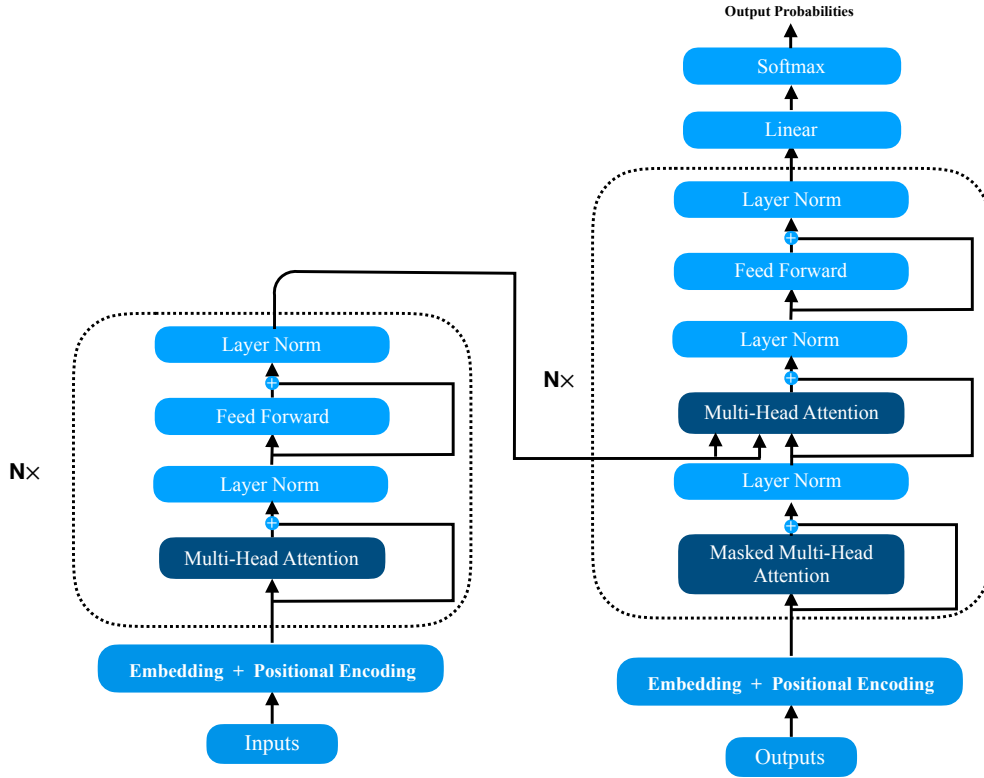 Output Probabilities
Softmax
Linear
Layer Norm
+
Feed Forward
Layer Norm
N×
+
Multi-Head Attention
Layer Norm
+
Masked Multi-Head
Attention
Embedding + Positional Encoding
Outputs
Layer Norm
+
Feed Forward
N×
Layer Norm
+
Multi-Head Attention
Embedding + Positional Encoding
Inputs